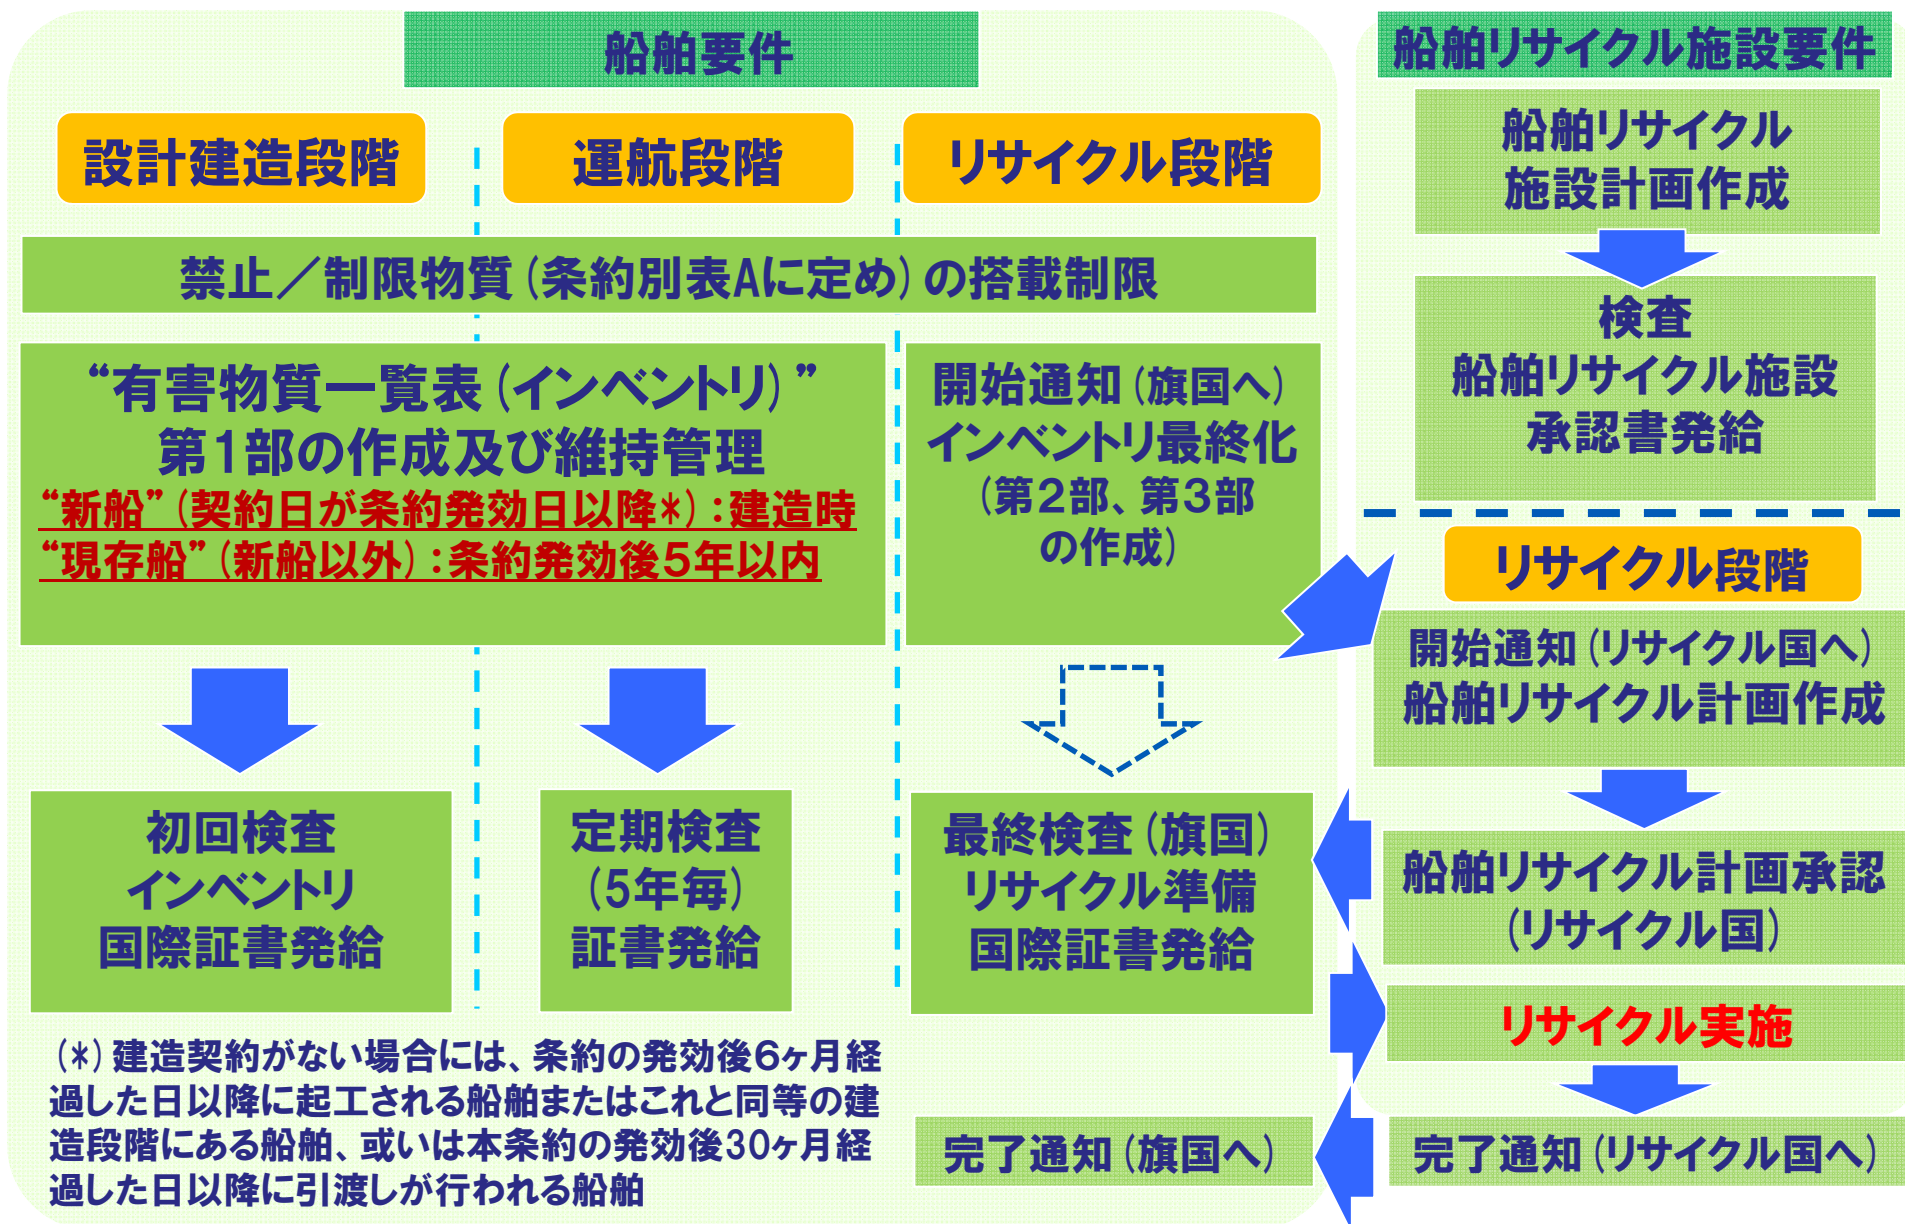 船舶要件
設計建造段階
運航段階
リサイクル段階
禁止／制限物質(条約別表Aに定め)の搭載制限
“有害物質一覧表(インベントリ)”
第1部の作成及び維持管理
“新船”(契約日が条約発効日以降*):建造時
“現存船”(新船以外):条約発効後5年以内
開始通知(旗国へ)
インベントリ最終化
(第2部、第3部
の作成)
初回検査
インベントリ
国際証書発給
定期検査
(5年毎)
証書発給
最終検査(旗国)
リサイクル準備
国際証書発給
(*)建造契約がない場合には、条約の発効後6ヶ月経
過した日以降に起工される船舶またはこれと同等の建
造段階にある船舶、或いは本条約の発効後30ヶ月経
過した日以降に引渡しが行われる船舶
完了通知(旗国へ)
船舶リサイクル施設要件
船舶リサイクル
施設計画作成
検査
船舶リサイクル施設
承認書発給
リサイクル段階
開始通知(リサイクル国へ)
船舶リサイクル計画作成
船舶リサイクル計画承認
(リサイクル国)
リサイクル実施
完了通知(リサイクル国へ)